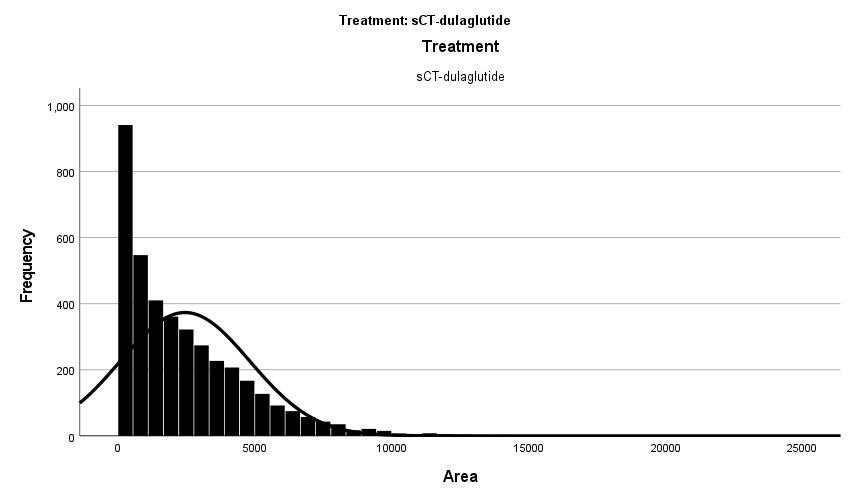 Treatment: sCT-dulaglutide
Treatment
sCT-dulaglutide
1,000
800
600
400
200
0
Frequency
0 5000 10000 15000 20000 25000
Area